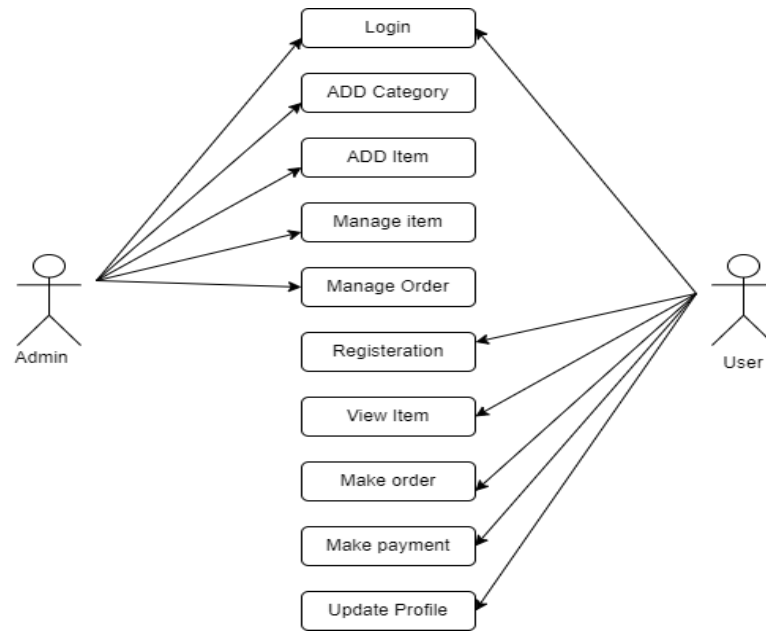 Login
ADD Category
ADD Item
Manage item
Manage Order
Admin
Registeration
User
View Item
Make order
Make payment
Update Profile